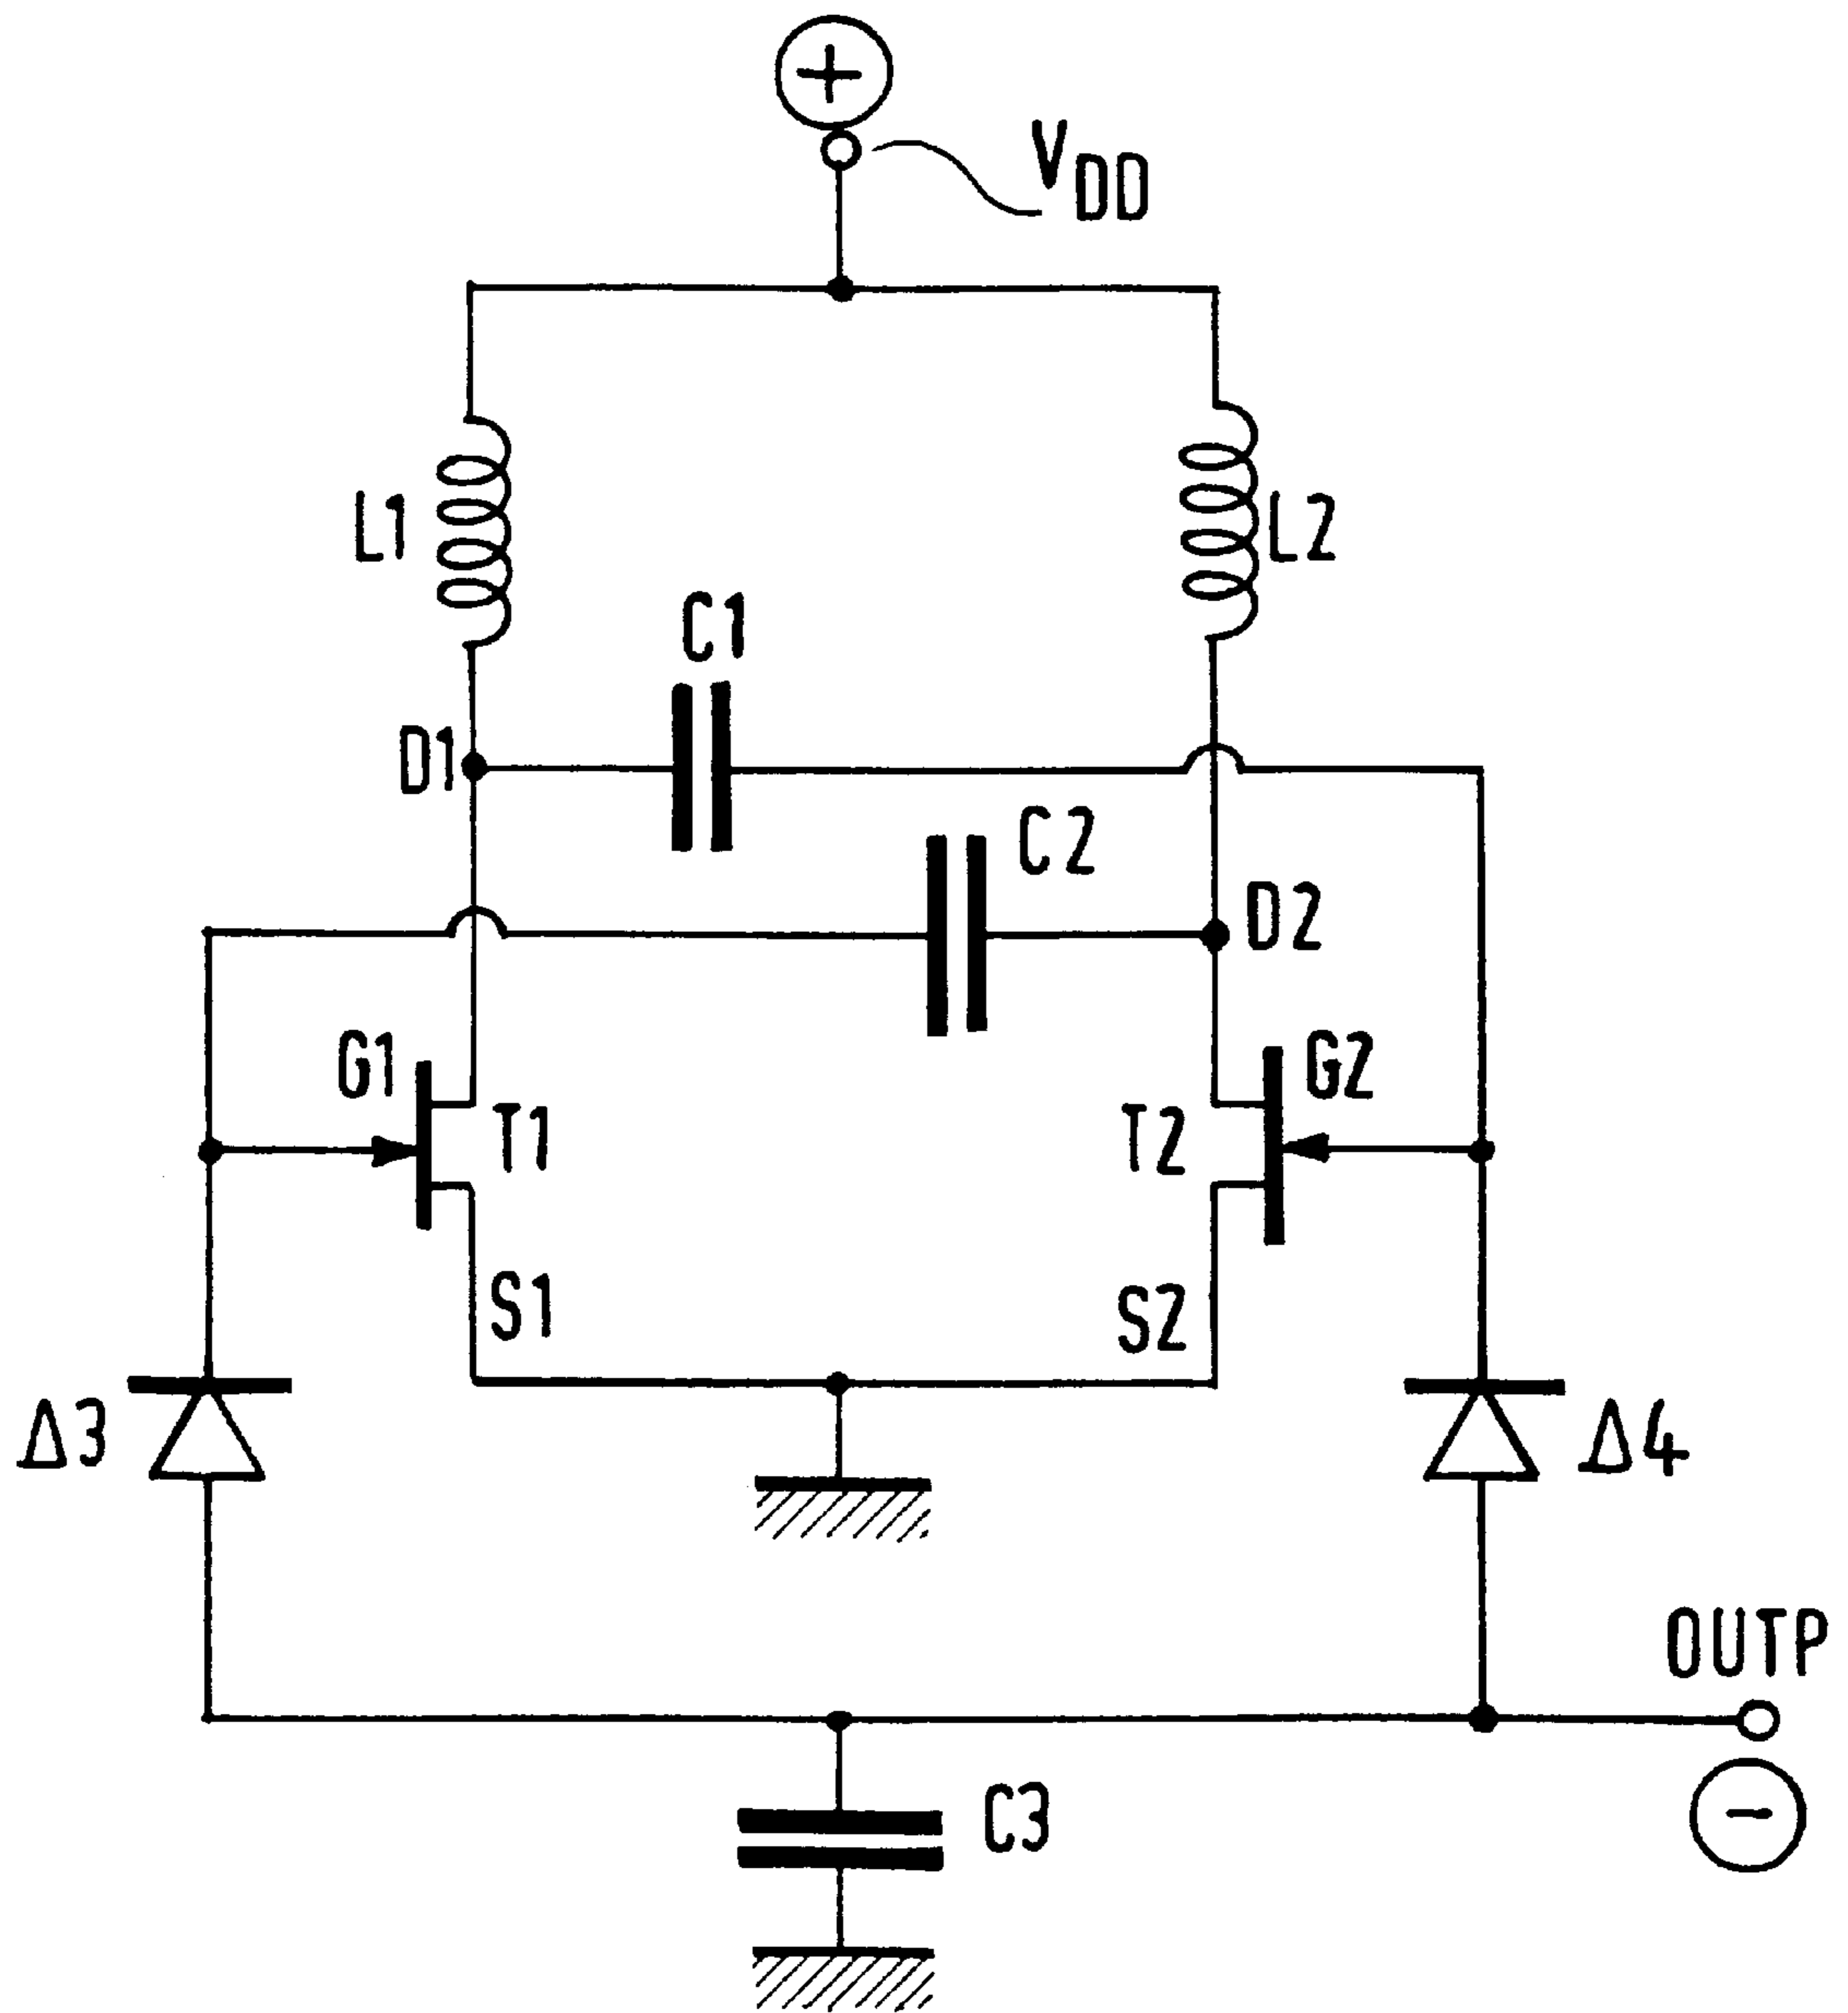 +
VDD
L1
L2
C1
D1
C2
D2
G1
G2
T1
T2
S1
S2
Δ3
Δ4
OUTP
C3
−